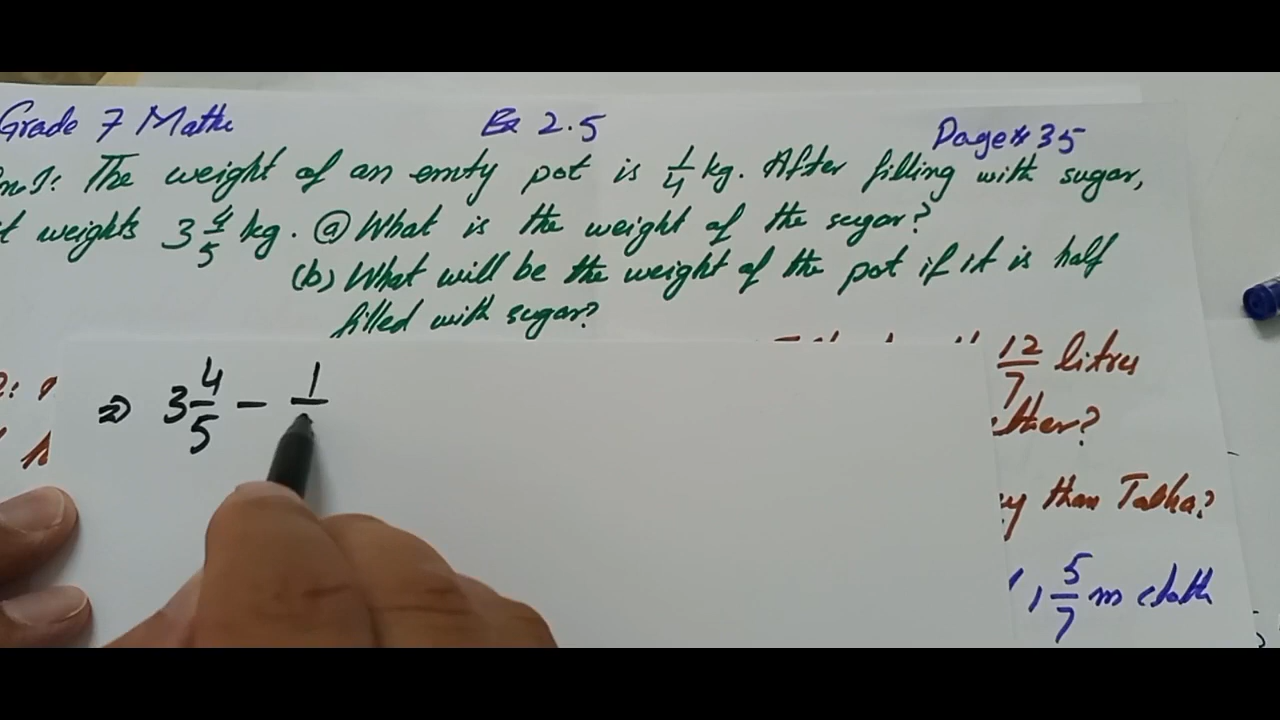 Grade 7 Maths Ex 2.5 Page# 35
The weight of an emty pot is 1/4 kg. After filling with sugar,
weights 3 4/5 kg. (a) What is the weight of the sugar?
(b) What will be the weight of the pot if it is half
filled with sugar?
12/7 litres
⇒ 3 4/5 - 1/
ther?
than Talha?
1 5/7 m cloth